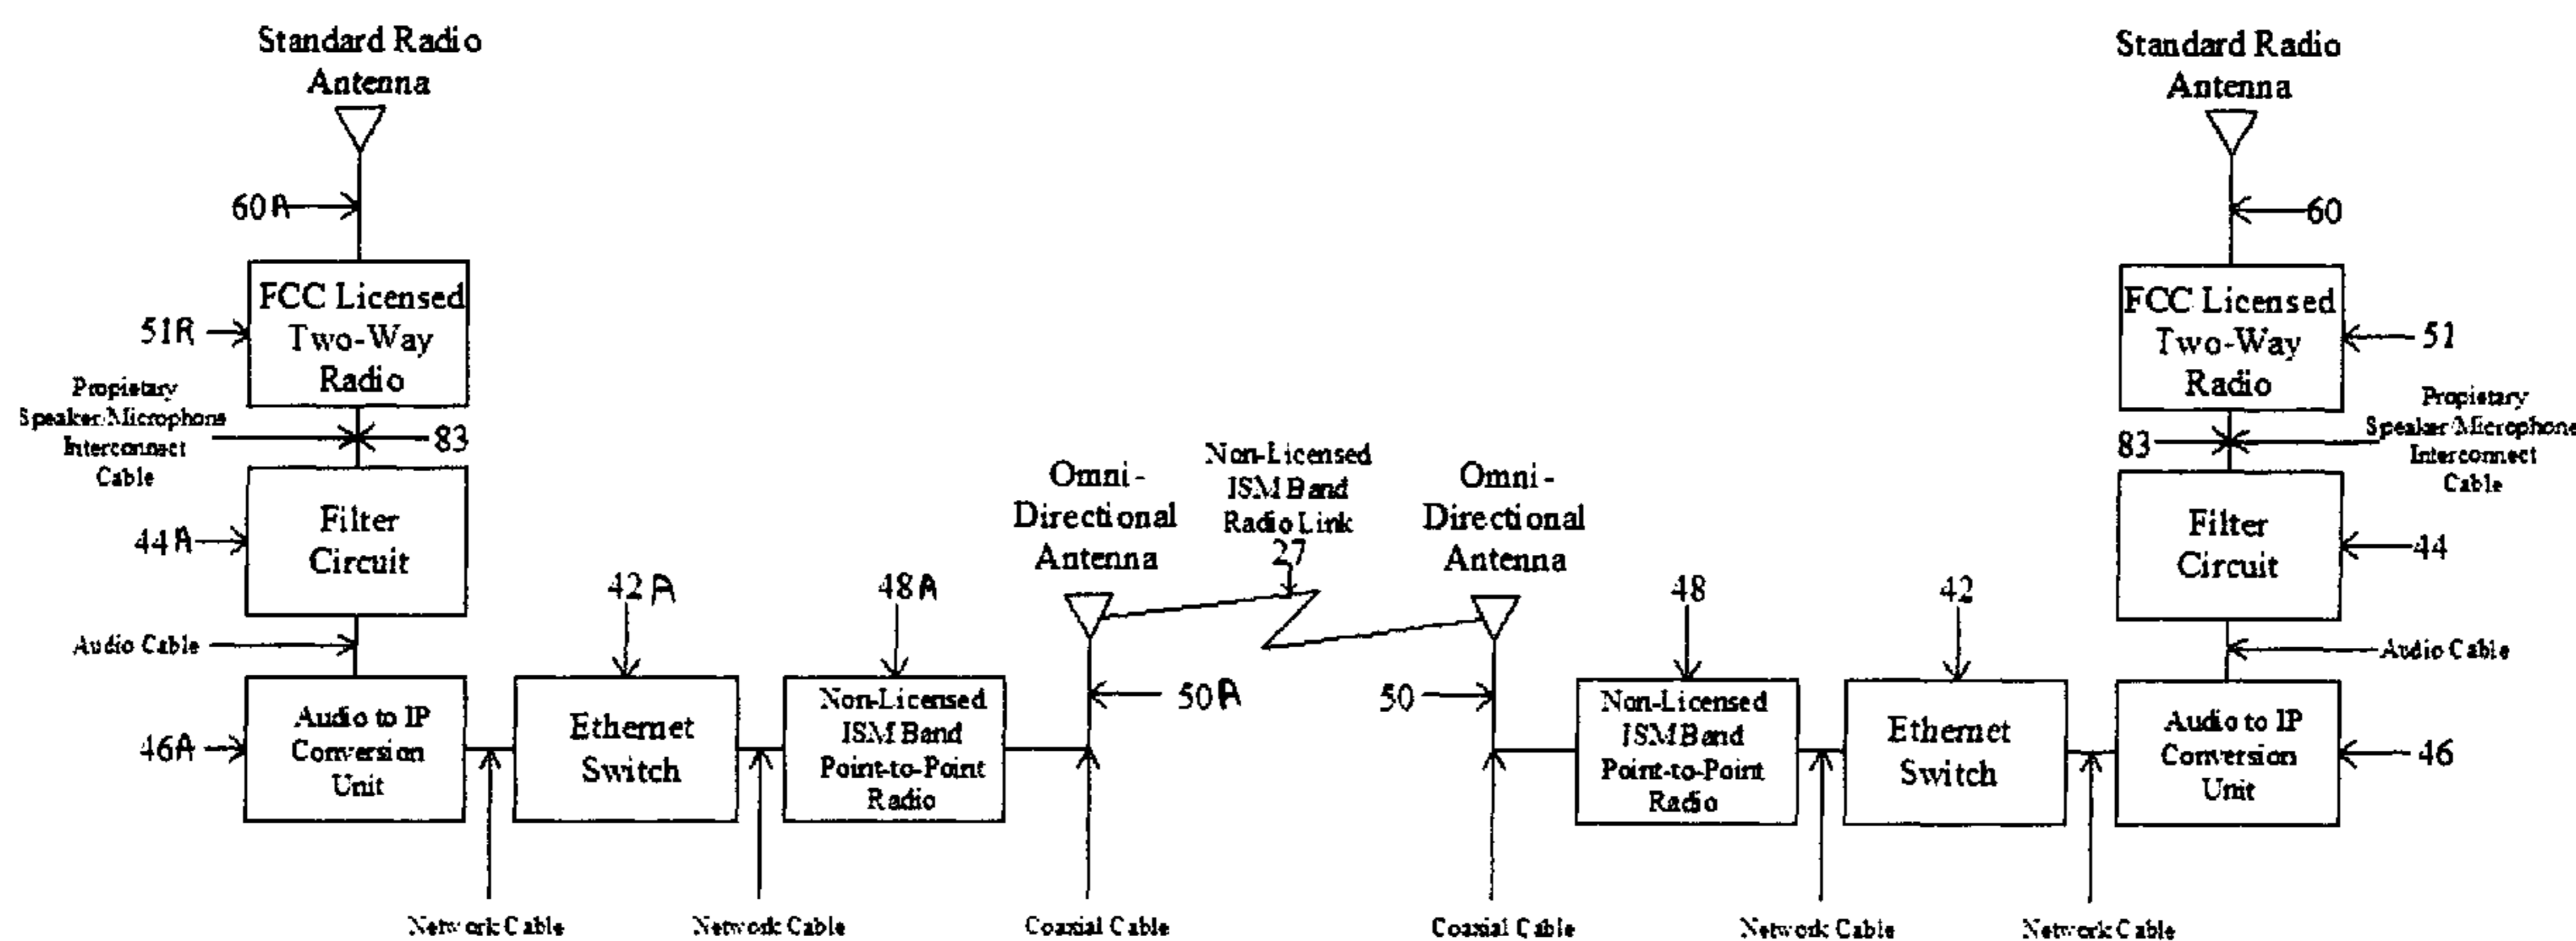 Standard Radio
Antenna
60A
FCC Licensed
Two-Way
Radio
51A
Propietary
Speaker/Microphone
Interconnect
Cable
83
Filter
Circuit
44A
Audio Cable
Audio to IP
Conversion
Unit
46A
42A
Ethernet
Switch
48A
Non-Licensed
ISM Band
Point-to-Point
Radio
Omni-
Directional
Antenna
50A
Network Cable
Network Cable
Coaxial Cable
Non-Licensed
ISM Band
Radio Link
27
Omni-
Directional
Antenna
50
48
Non-Licensed
ISM Band
Point-to-Point
Radio
42
Ethernet
Switch
Standard Radio
Antenna
60
FCC Licensed
Two-Way
Radio
51
83
Propietary
Speaker/Microphone
Interconnect
Cable
Filter
Circuit
44
Audio Cable
Audio to IP
Conversion
Unit
46
Coaxial Cable
Network Cable
Network Cable